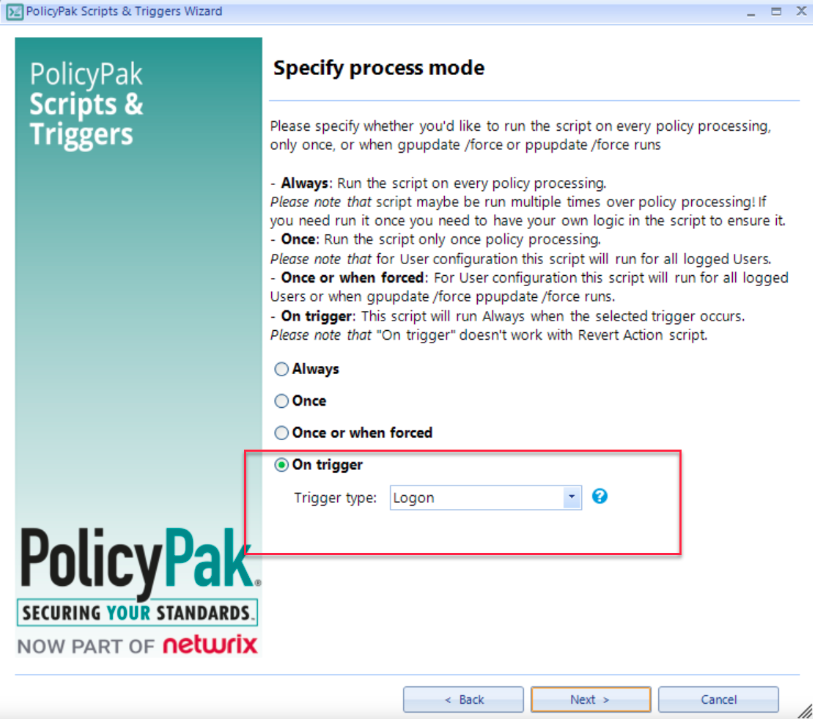 PolicyPak Scripts & Triggers Wizard
PolicyPak
Scripts &
Triggers
Specify process mode
Please specify whether you'd like to run the script on every policy processing,
only once, or when gpupdate /force or ppupdate /force runs
- Always: Run the script on every policy processing.
Please note that script maybe be run multiple times over policy processing! If
you need run it once you need to have your own logic in the script to ensure it.
- Once: Run the script only once policy processing.
Please note that for User configuration this script will run for all logged Users.
- Once or when forced: For User configuration this script will run for all logged
Users or when gpupdate /force ppupdate /force runs.
- On trigger: This script will run Always when the selected trigger occurs.
Please note that "On trigger" doesn't work with Revert Action script.
Always
Once
Once or when forced
On trigger
Trigger type: Logon
?
PolicyPak®
SECURING YOUR STANDARDS.
NOW PART OF netwrix
< Back Next > Cancel